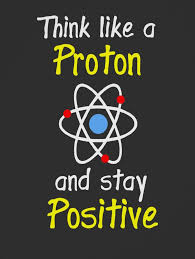 Think like a
Proton
and stay
Positive